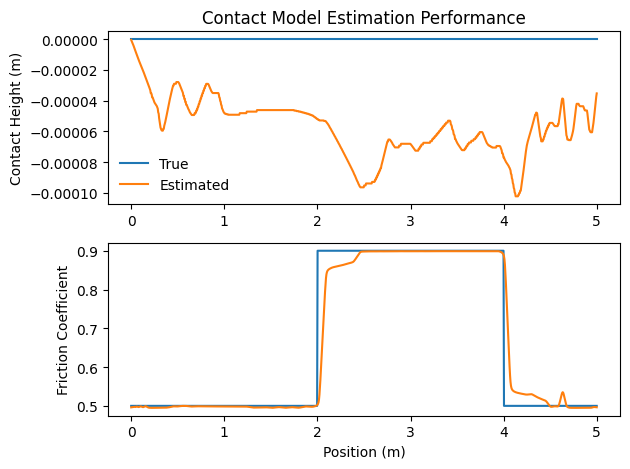 Contact Model Estimation Performance
Contact Height (m)
0.00000
−0.00002
−0.00004
−0.00006
−0.00008
−0.00010
True
Estimated
0 1 2 3 4 5
Friction Coefficient
0.9
0.8
0.7
0.6
0.5
0 1 2 3 4 5
Position (m)